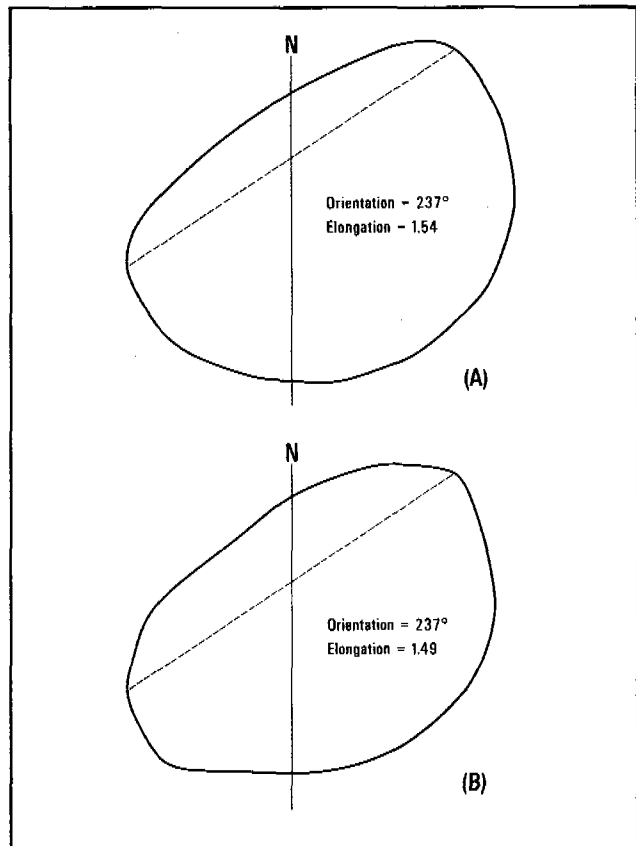 N
Orientation - 237°
Elongation - 1.54
(A)
N
Orientation = 237°
Elongation = 1.49
(B)